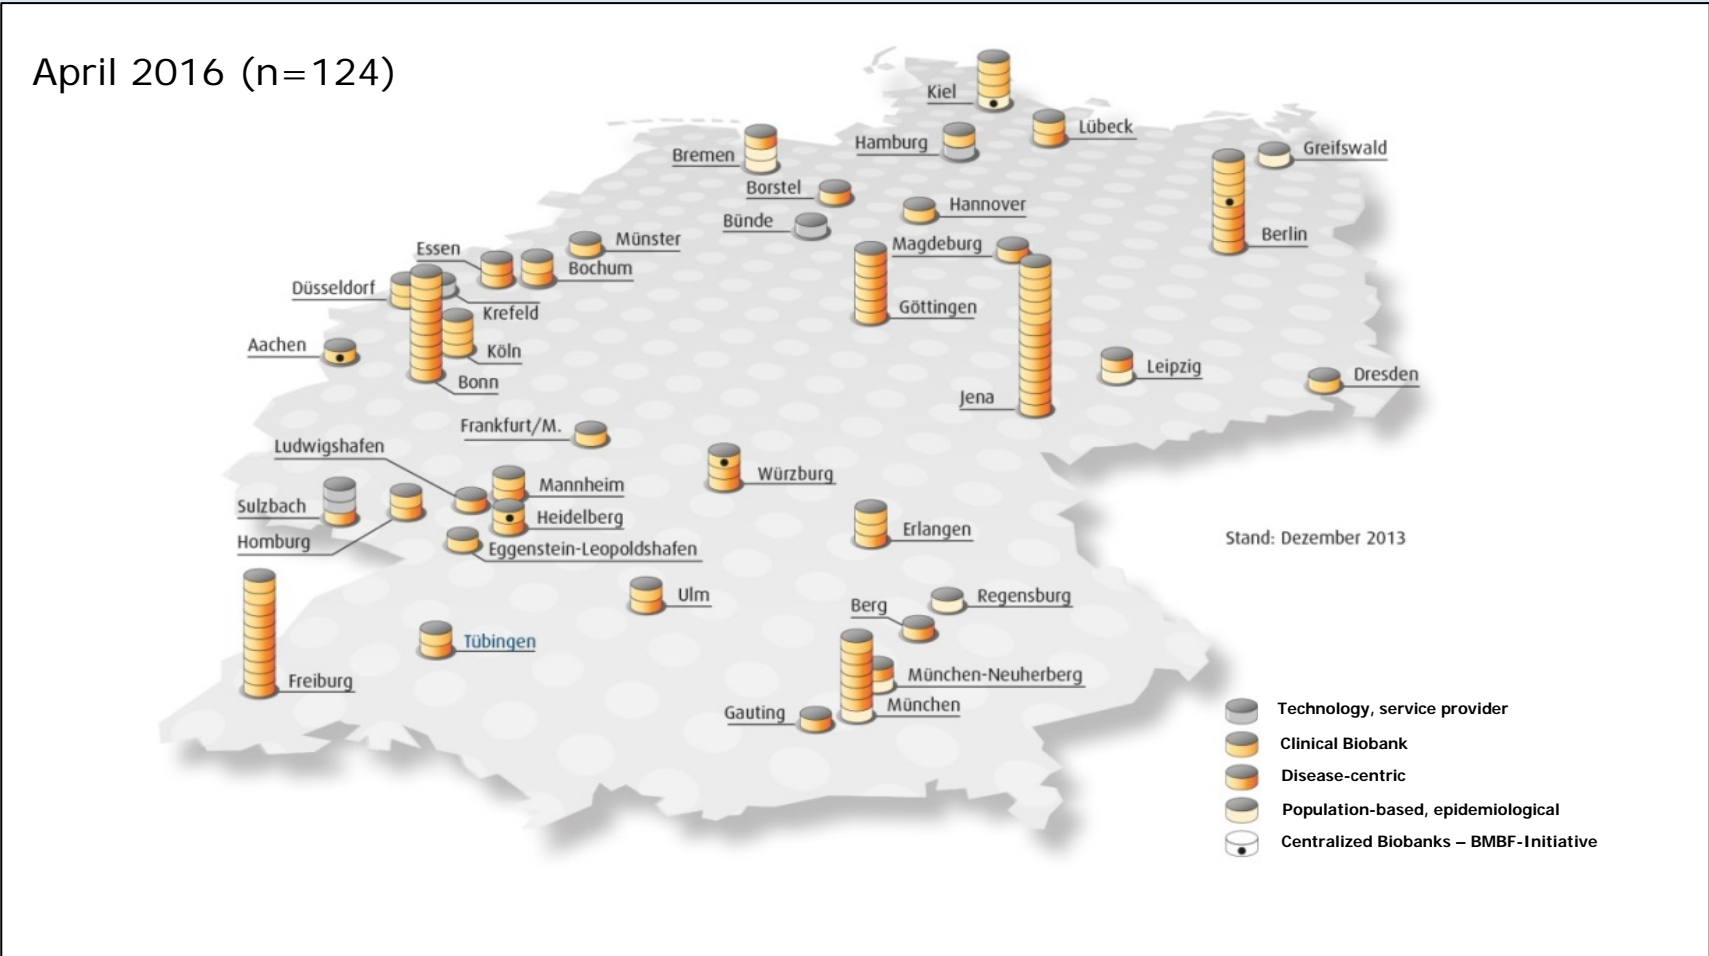 April 2016 (n=124)
Kiel
Lübeck
Hamburg
Bremen
Greifswald
Borstel
Hannover
Bünde
Berlin
Münster
Essen
Magdeburg
Bochum
Düsseldorf
Göttingen
Krefeld
Aachen
Köln
Leipzig
Dresden
Bonn
Jena
Frankfurt/M.
Ludwigshafen
Würzburg
Mannheim
Sulzbach
Heidelberg
Erlangen
Stand: Dezember 2013
Homburg
Eggenstein-Leopoldshafen
Ulm
Regensburg
Berg
Tübingen
Freiburg
München-Neuherberg
München
Gauting
Technology, service provider
Clinical Biobank
Disease-centric
Population-based, epidemiological
Centralized Biobanks – BMBF-Initiative